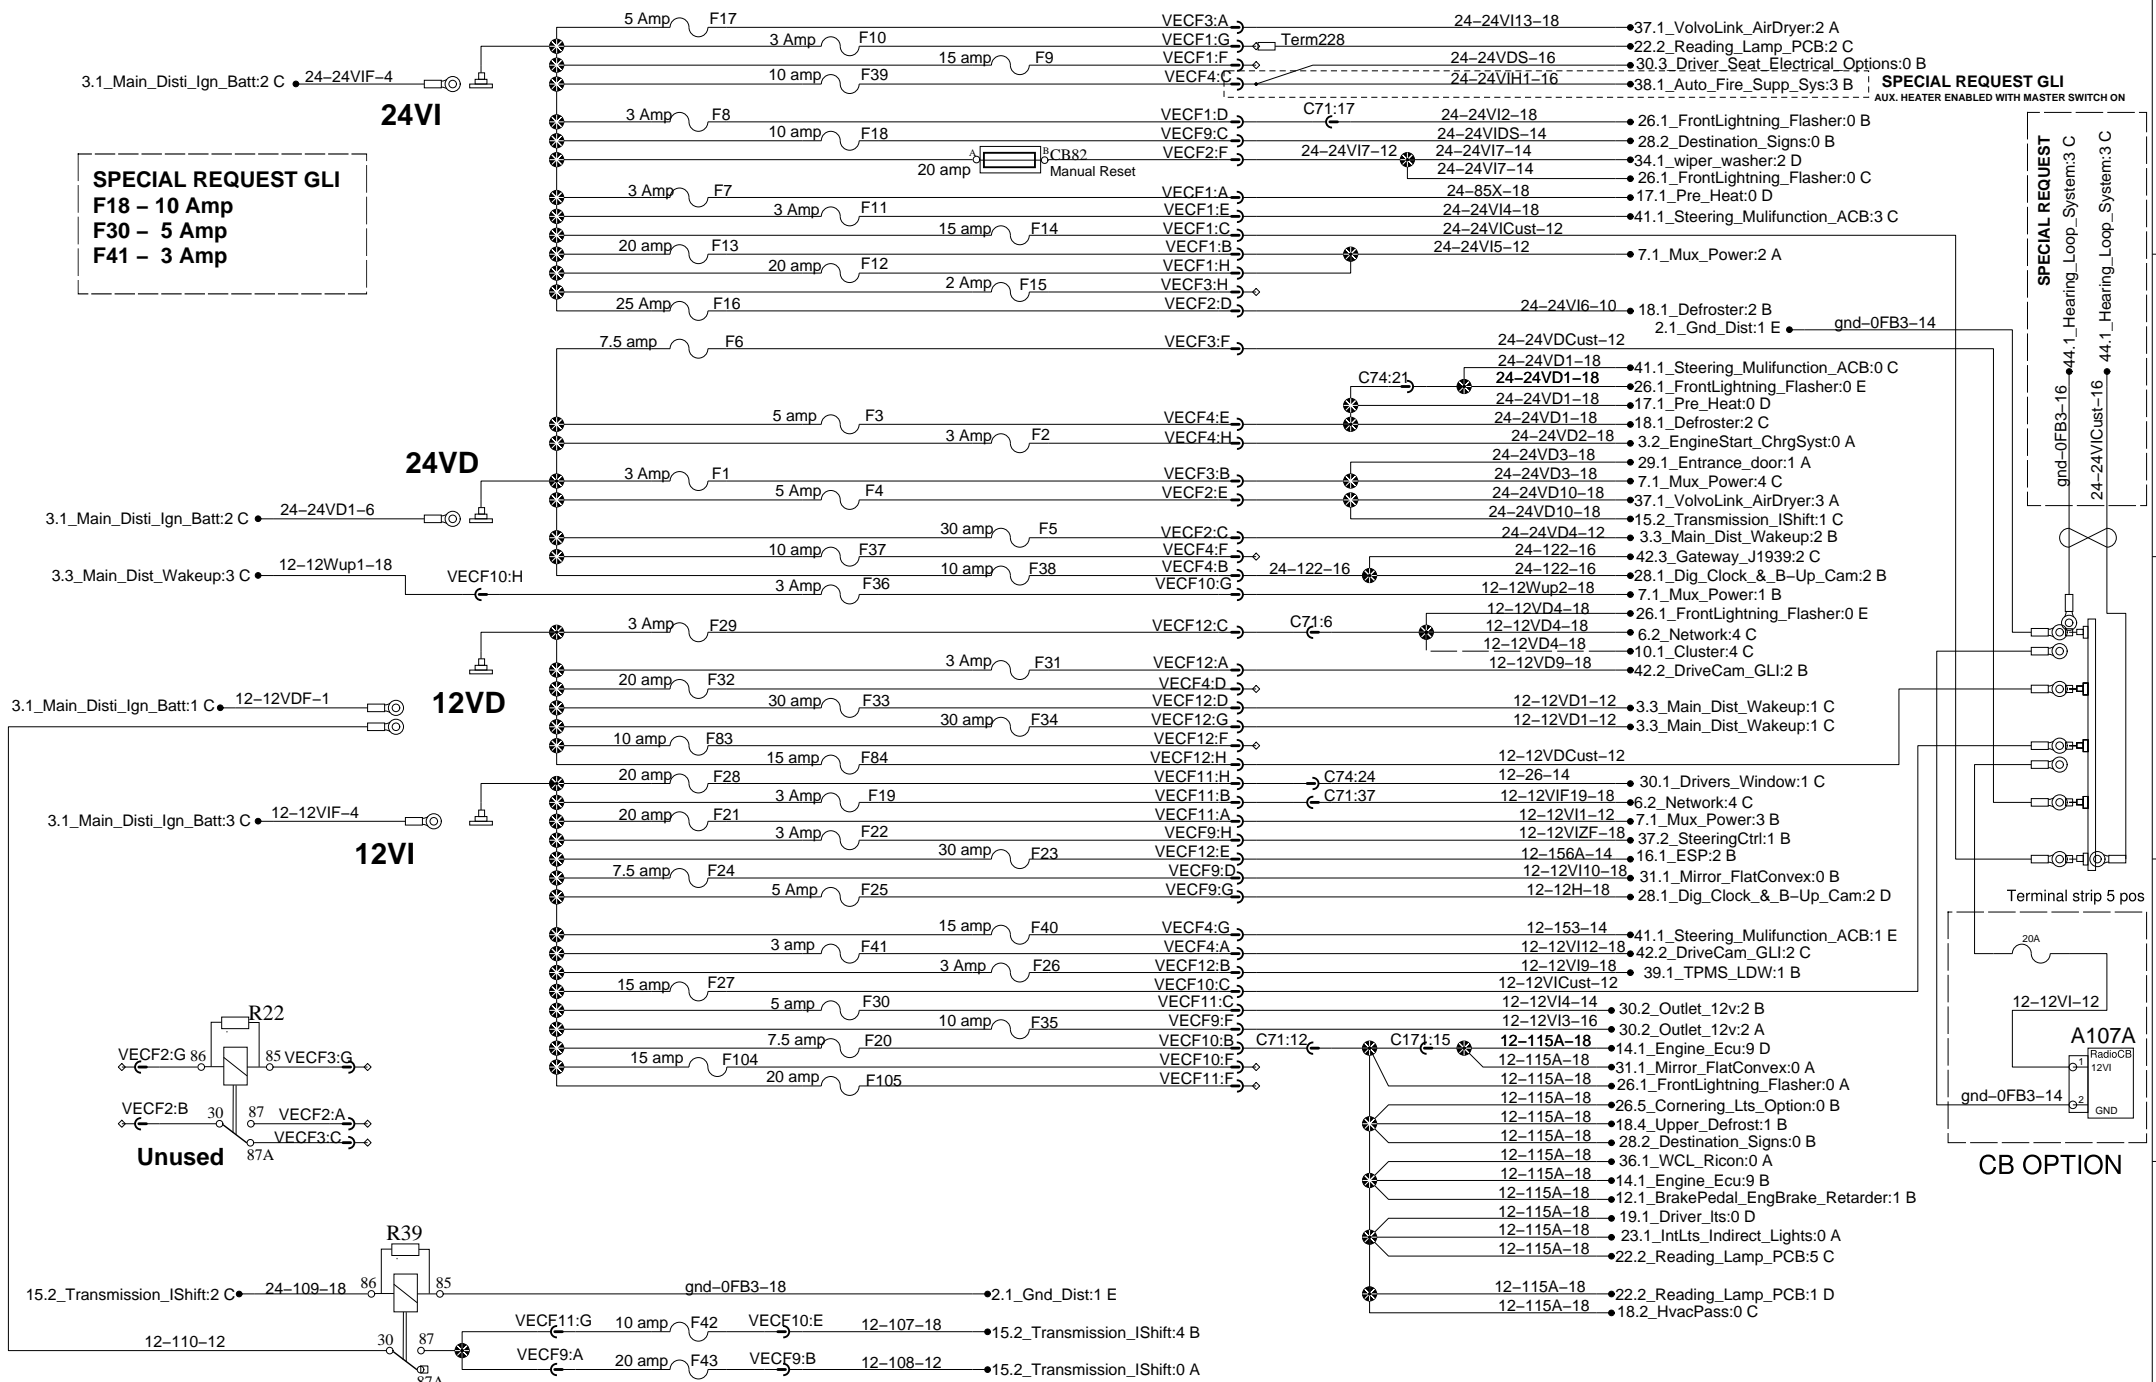 5 Amp F17 VECF3:A 24–24VI13–18 37.1_VolvoLink_AirDryer:2 A
3 Amp F10 VECF1:G Term228 22.2_Reading_Lamp_PCB:2 C
15 amp F9 VECF1:F 24–24VDS–16 30.3_Driver_Seat_Electrical_Options:0 B
3.1_Main_Disti_Ign_Batt:2 C 24–24VIF–4 10 amp F39 VECF4:C 24–24VIH1–16 38.1_Auto_Fire_Supp_Sys:3 B
SPECIAL REQUEST GLI
AUX. HEATER ENABLED WITH MASTER SWITCH ON
24VI
3 Amp F8 VECF1:D C71:17 24–24VI2–18 26.1_FrontLightning_Flasher:0 B
10 amp F18 VECF9:C 24–24VIDS–14 28.2_Destination_Signs:0 B
20 amp A B CB82 Manual Reset VECF2:F 24–24VI7–12 24–24VI7–14 34.1_wiper_washer:2 D
24–24VI7–14 26.1_FrontLightning_Flasher:0 C
SPECIAL REQUEST GLI
F18 – 10 Amp
F30 – 5 Amp
F41 – 3 Amp
3 Amp F7 VECF1:A 24–85X–18 17.1_Pre_Heat:0 D
3 Amp F11 VECF1:E 24–24VI4–18 41.1_Steering_Mulifunction_ACB:3 C
15 amp F14 VECF1:C 24–24VICust–12
20 amp F13 VECF1:B 24–24VI5–12 7.1_Mux_Power:2 A
20 amp F12 VECF1:H
2 Amp F15 VECF3:H
25 Amp F16 VECF2:D 24–24VI6–10 18.1_Defroster:2 B
2.1_Gnd_Dist:1 E gnd–0FB3–14
SPECIAL REQUEST
44.1_Hearing_Loop_System:3 C
44.1_Hearing_Loop_System:3 C
gnd–0FB3–16
24–24VICust–16
7.5 amp F6 VECF3:F 24–24VDCust–12
24–24VD1–18 41.1_Steering_Mulifunction_ACB:0 C
C74:21 24–24VD1–18 26.1_FrontLightning_Flasher:0 E
24–24VD1–18 17.1_Pre_Heat:0 D
5 amp F3 VECF4:E 24–24VD1–18 18.1_Defroster:2 C
3 Amp F2 VECF4:H 24–24VD2–18 3.2_EngineStart_ChrgSyst:0 A
24VD
24–24VD3–18 29.1_Entrance_door:1 A
3 Amp F1 VECF3:B 24–24VD3–18 7.1_Mux_Power:4 C
5 Amp F4 VECF2:E 24–24VD10–18 37.1_VolvoLink_AirDryer:3 A
3.1_Main_Disti_Ign_Batt:2 C 24–24VD1–6 24–24VD10–18 15.2_Transmission_IShift:1 C
30 amp F5 VECF2:C 24–24VD4–12 3.3_Main_Dist_Wakeup:2 B
10 amp F37 VECF4:F 24–122–16 42.3_Gateway_J1939:2 C
3.3_Main_Dist_Wakeup:3 C 12–12Wup1–18 VECF10:H 10 amp F38 VECF4:B 24–122–16 24–122–16 28.1_Dig_Clock_&_B–Up_Cam:2 B
3 Amp F36 VECF10:G 12–12Wup2–18 7.1_Mux_Power:1 B
12–12VD4–18 26.1_FrontLightning_Flasher:0 E
3 Amp F29 VECF12:C C71:6 12–12VD4–18 6.2_Network:4 C
12–12VD4–18 10.1_Cluster:4 C
3 Amp F31 VECF12:A 12–12VD9–18 42.2_DriveCam_GLI:2 B
20 amp F32 VECF4:D
12VD
3.1_Main_Disti_Ign_Batt:1 C 12–12VDF–1 30 amp F33 VECF12:D 12–12VD1–12 3.3_Main_Dist_Wakeup:1 C
30 amp F34 VECF12:G 12–12VD1–12 3.3_Main_Dist_Wakeup:1 C
10 amp F83 VECF12:F
15 amp F84 VECF12:H 12–12VDCust–12
20 amp F28 VECF11:H C74:24 12–26–14 30.1_Drivers_Window:1 C
3 Amp F19 VECF11:B C71:37 12–12VIF19–18 6.2_Network:4 C
3.1_Main_Disti_Ign_Batt:3 C 12–12VIF–4 20 amp F21 VECF11:A 12–12VI1–12 7.1_Mux_Power:3 B
3 Amp F22 VECF9:H 12–12VIZF–18 37.2_SteeringCtrl:1 B
12VI
30 amp F23 VECF12:E 12–156A–14 16.1_ESP:2 B
7.5 amp F24 VECF9:D 12–12VI10–18 31.1_Mirror_FlatConvex:0 B
5 Amp F25 VECF9:G 12–12H–18 28.1_Dig_Clock_&_B–Up_Cam:2 D
Terminal strip 5 pos
15 amp F40 VECF4:G 12–153–14 41.1_Steering_Mulifunction_ACB:1 E
3 amp F41 VECF4:A 12–12VI12–18 42.2_DriveCam_GLI:2 C
3 Amp F26 VECF12:B 12–12VI9–18 39.1_TPMS_LDW:1 B
15 amp F27 VECF10:C 12–12VICust–12
5 amp F30 VECF11:C 12–12VI4–14 30.2_Outlet_12v:2 B
10 amp F35 VECF9:F 12–12VI3–16 30.2_Outlet_12v:2 A
7.5 amp F20 VECF10:B C71:12 C171:15 12–115A–18 14.1_Engine_Ecu:9 D
15 amp F104 VECF10:F 12–115A–18 31.1_Mirror_FlatConvex:0 A
20 amp F105 VECF11:F 12–115A–18 26.1_FrontLightning_Flasher:0 A
12–115A–18 26.5_Cornering_Lts_Option:0 B
12–115A–18 18.4_Upper_Defrost:1 B
12–115A–18 28.2_Destination_Signs:0 B
12–115A–18 36.1_WCL_Ricon:0 A
12–115A–18 14.1_Engine_Ecu:9 B
12–115A–18 12.1_BrakePedal_EngBrake_Retarder:1 B
12–115A–18 19.1_Driver_lts:0 D
12–115A–18 23.1_IntLts_Indirect_Lights:0 A
12–115A–18 22.2_Reading_Lamp_PCB:5 C
12–115A–18 22.2_Reading_Lamp_PCB:1 D
12–115A–18 18.2_HvacPass:0 C
20A
12–12VI–12
A107A
RadioCB
1 12VI
gnd–0FB3–14 2 GND
CB OPTION
R22
VECF2:G 86 85 VECF3:G
VECF2:B 30 87 VECF2:A
VECF3:C
87A
Unused
R39
15.2_Transmission_IShift:2 C 24–109–18 86 85 gnd–0FB3–18 2.1_Gnd_Dist:1 E
12–110–12 30 87
87A
VECF11:G 10 amp F42 VECF10:E 12–107–18 15.2_Transmission_IShift:4 B
VECF9:A 20 amp F43 VECF9:B 12–108–12 15.2_Transmission_IShift:0 A